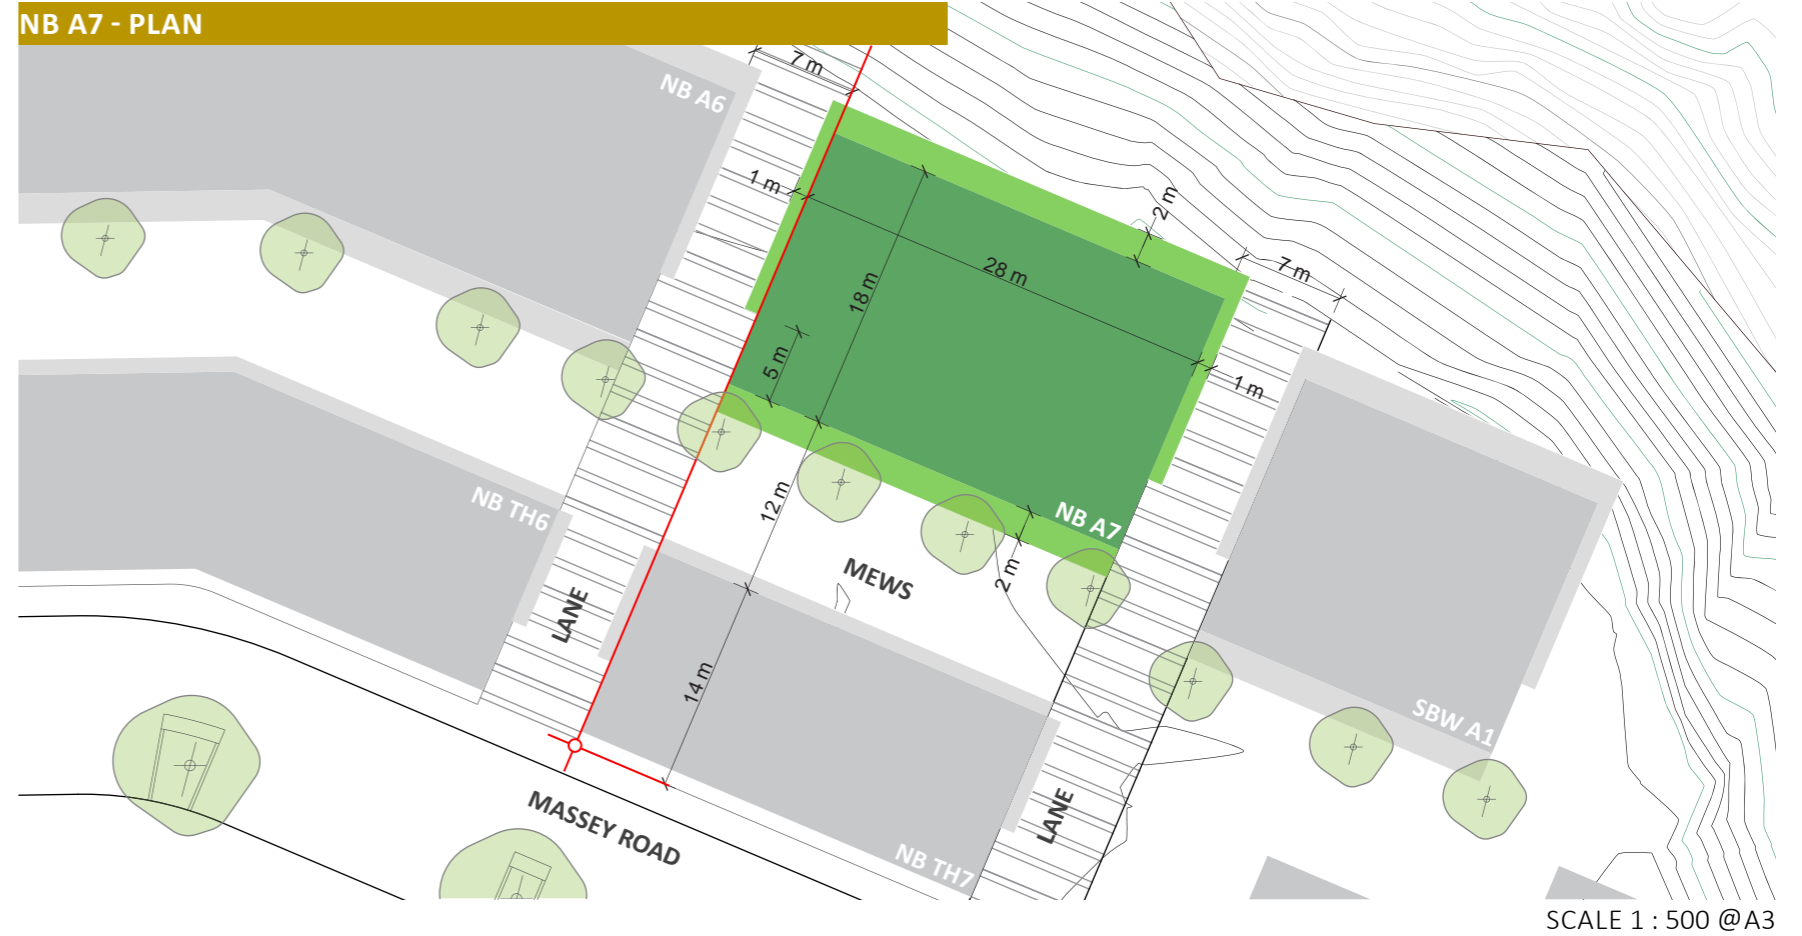 NB A7 - PLAN
7 m
NB A6
1 m
2 m
28 m
7 m
18 m
5 m
1 m
NB TH6
12 m
NB A7
MEWS
2 m
LANE
14 m
SBW A1
MASSEY ROAD
LANE
NB TH7
SCALE 1 : 500 @A3